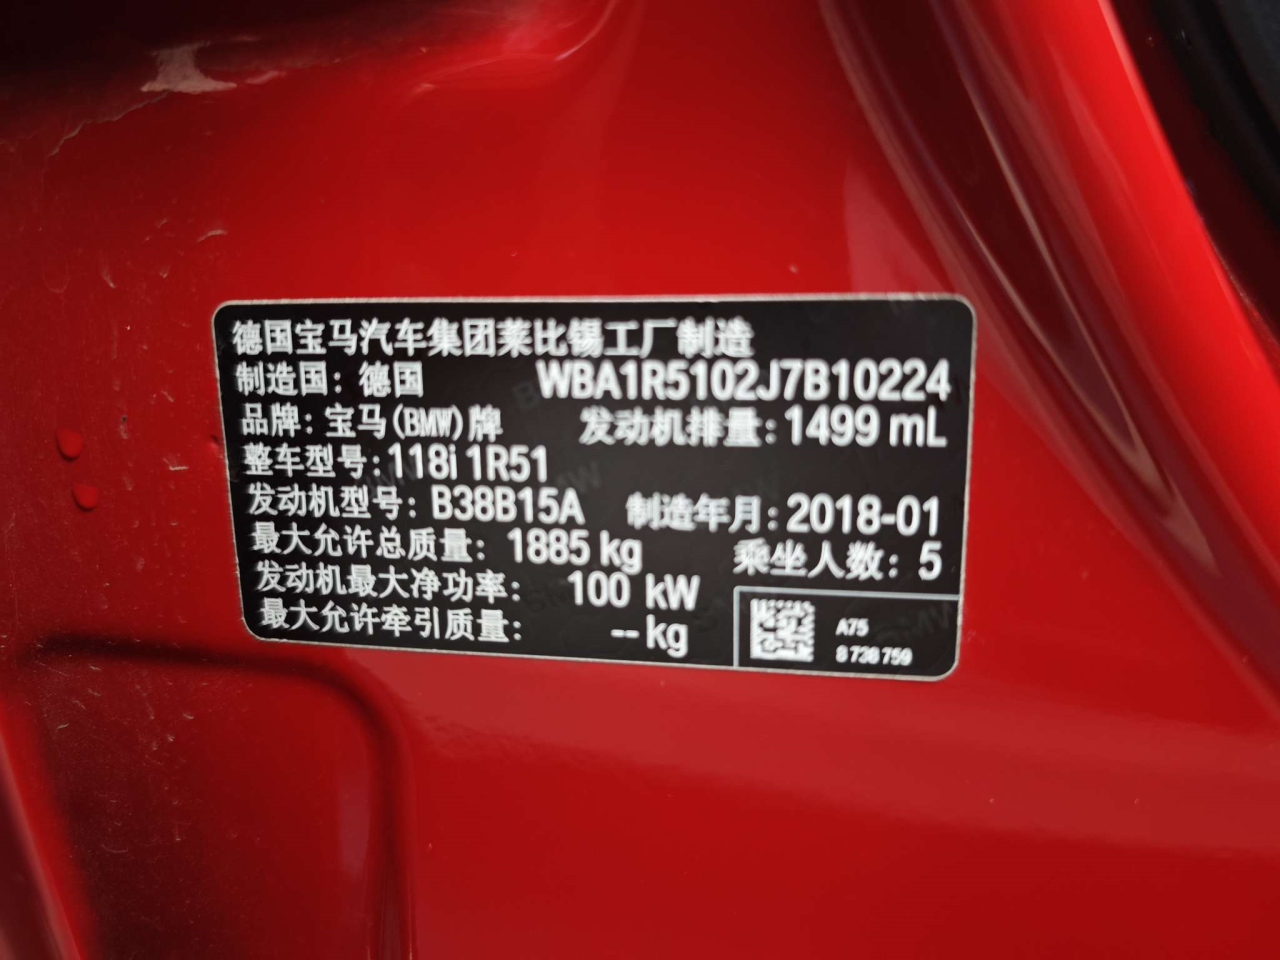 德国宝马汽车集团莱比锡工厂制造
制造国：德国 WBA1R5102J7B10224
品牌：宝马(BMW)牌 发动机排量：1499 mL
整车型号：118i 1R51
发动机型号：B38B15A 制造年月：2018-01
最大允许总质量：1885 kg 乘坐人数：5
发动机最大净功率：100 kW
最大允许牵引质量：--kg
A75
8 738 759